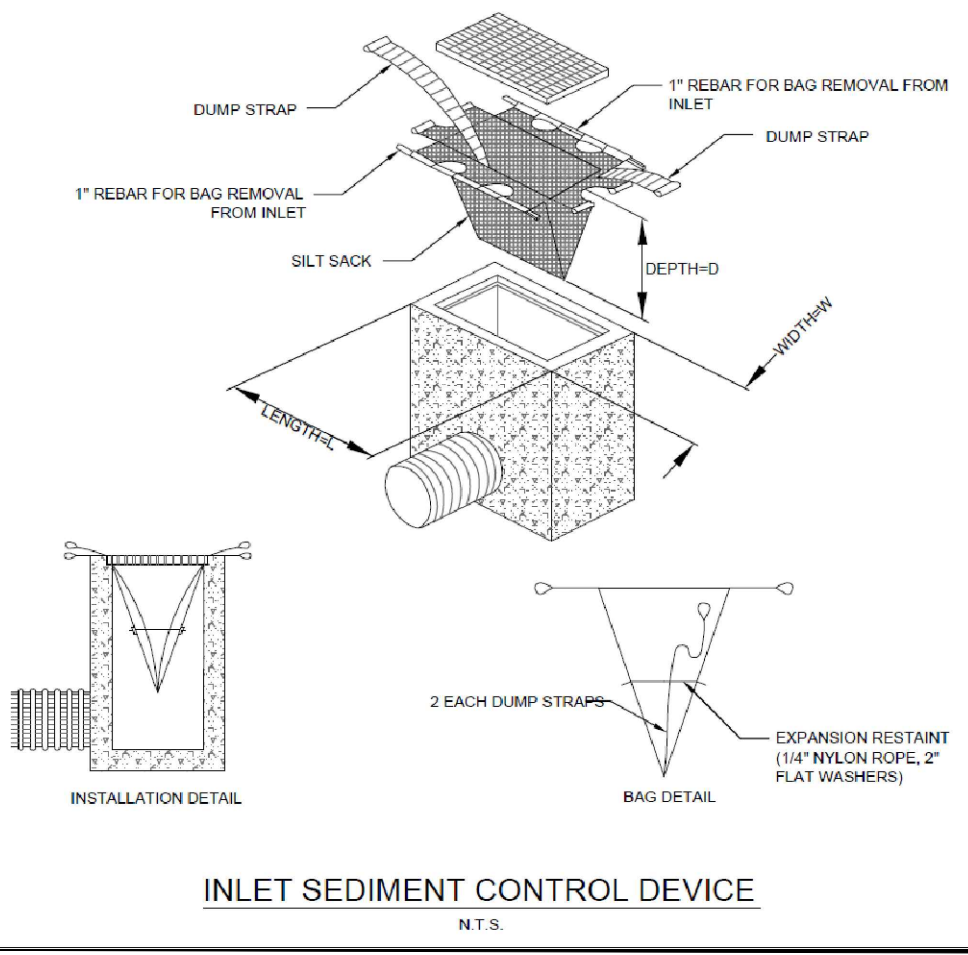 DUMP STRAP
1" REBAR FOR BAG REMOVAL FROM
INLET
DUMP STRAP
1" REBAR FOR BAG REMOVAL
FROM INLET
SILT SACK
DEPTH=D
WIDTH=W
LENGTH=L
2 EACH DUMP STRAPS
EXPANSION RESTAINT
(1/4" NYLON ROPE, 2"
FLAT WASHERS)
INSTALLATION DETAIL
BAG DETAIL
INLET SEDIMENT CONTROL DEVICE
N.T.S.